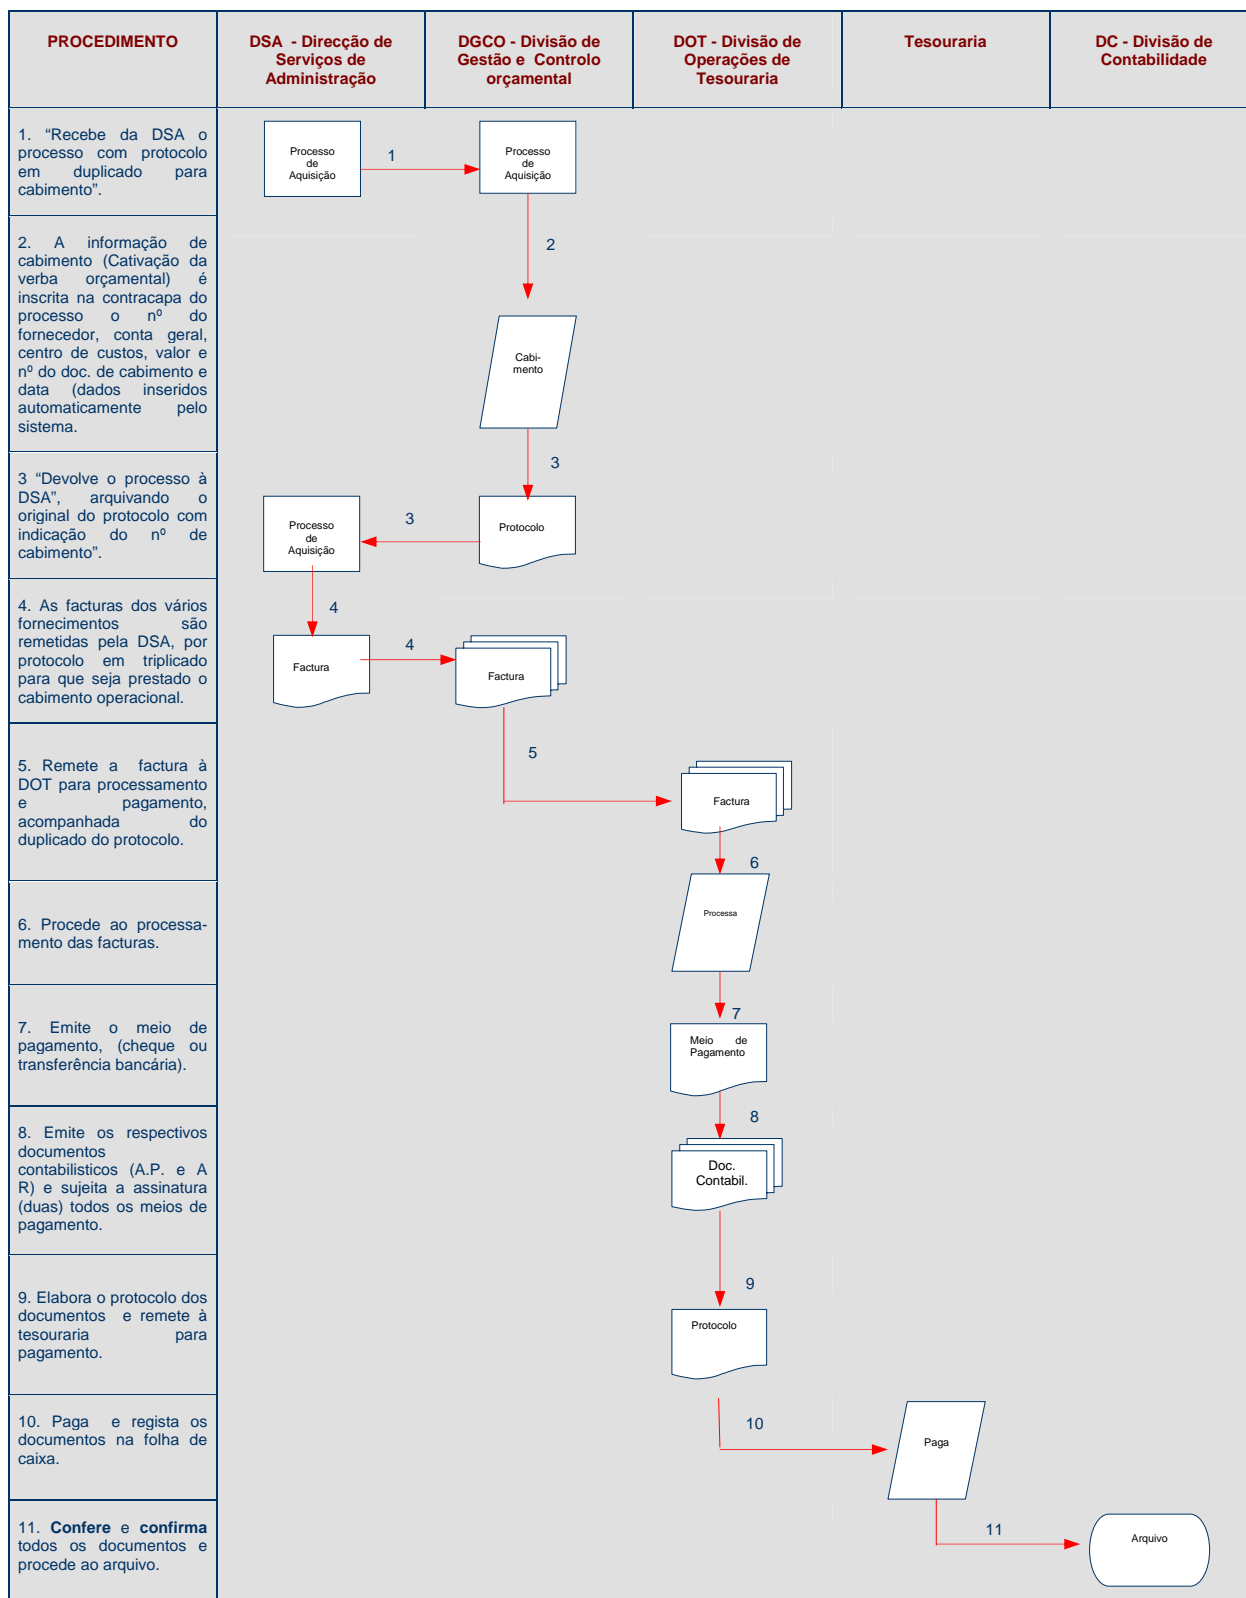 PROCEDIMENTO
DSA - Direcção de
Serviços de
Administração
DGCO - Divisão de
Gestão e Controlo
orçamental
DOT - Divisão de
Operações de
Tesouraria
Tesouraria
DC - Divisão de
Contabilidade
1. “Recebe da DSA o
processo com protocolo
em duplicado para
cabimento”.
Processo
de
Aquisição
1
Processo
de
Aquisição
2. A informação de
cabimento (Cativação da
verba orçamental) é
inscrita na contracapa do
processo o nº do
fornecedor, conta geral,
centro de custos, valor e
nº do doc. de cabimento e
data (dados inseridos
automaticamente pelo
sistema.
2
Cabi-
mento
3
3 “Devolve o processo à
DSA”, arquivando o
original do protocolo com
indicação do nº de
cabimento”.
Processo
de
Aquisição
3
Protocolo
4
4. As facturas dos vários
fornecimentos são
remetidas pela DSA, por
protocolo em triplicado
para que seja prestado o
cabimento operacional.
Factura
4
Factura
5. Remete a factura à
DOT para processamento
e pagamento,
acompanhada do
duplicado do protocolo.
5
Factura
6
6. Procede ao processa-
mento das facturas.
Processa
7
7. Emite o meio de
pagamento, (cheque ou
transferência bancária).
Meio de
Pagamento
8
8. Emite os respectivos
documentos
contabilisticos (A.P. e A
R) e sujeita a assinatura
(duas) todos os meios de
pagamento.
Doc.
Contabil.
9
9. Elabora o protocolo dos
documentos e remete à
tesouraria para
pagamento.
Protocolo
10. Paga e regista os
documentos na folha de
caixa.
10
Paga
11. Confere e confirma
todos os documentos e
procede ao arquivo.
11
Arquivo